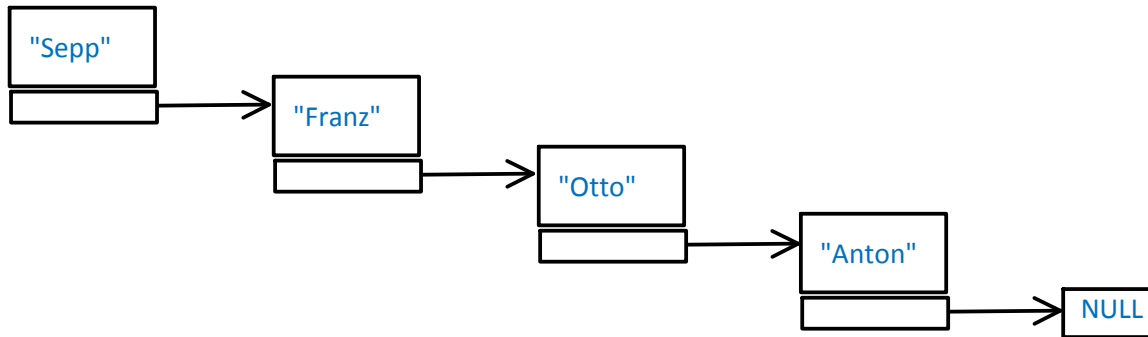 "Sepp"
"Franz"
"Otto"
"Anton"
NULL